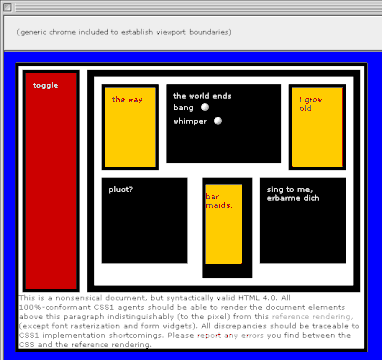 (generic chrome included to establish viewport boundaries)
toggle
the way
the world ends
bang
whimper
I grow
old
pluot?
bar
maids,
sing to me,
erbarme dich
This is a nonsensical document, but syntactically valid HTML 4.0. All
100%-conformant CSS1 agents should be able to render the document elements
above this paragraph indistinguishably (to the pixel) from this reference rendering,
(except font rasterization and form widgets). All discrepancies should be traceable to
CSS1 implementation shortcomings. Please report any errors you find between the
CSS and the reference rendering.